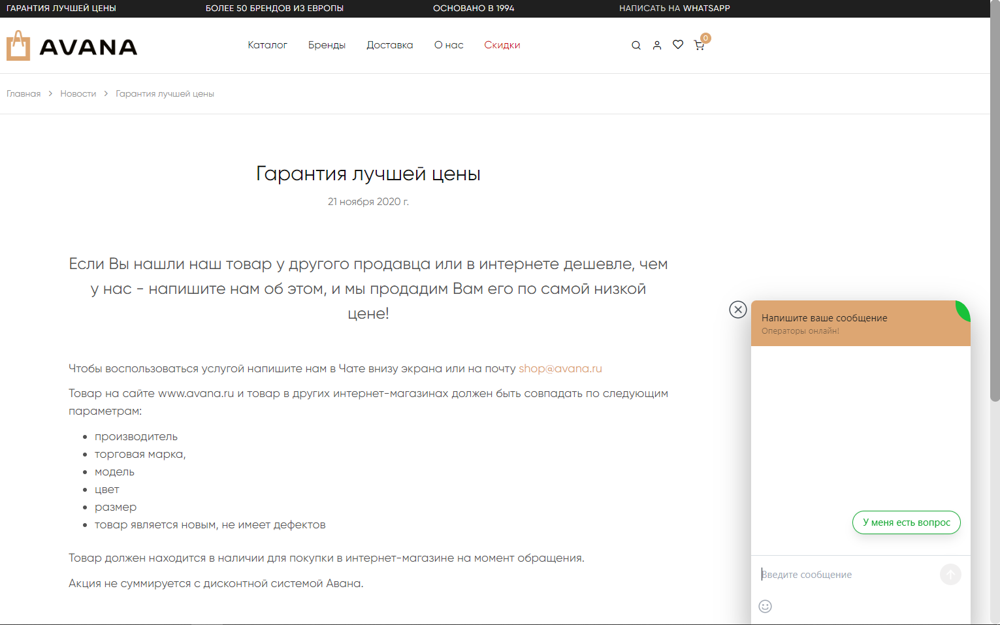 ГАРАНТИЯ ЛУЧШЕЙ ЦЕНЫ
БОЛЕЕ 50 БРЕНДОВ ИЗ ЕВРОПЫ
ОСНОВАНО В 1994
НАПИСАТЬ НА WHATSAPP
AVANA
Каталог
Бренды
Доставка
О нас
Скидки
0
Главная
Новости
Гарантия лучшей цены
Гарантия лучшей цены
21 ноября 2020 г.
Если Вы нашли наш товар у другого продавца или в интернете дешевле, чем
у нас - напишите нам об этом, и мы продадим Вам его по самой низкой
цене!
Чтобы воспользоваться услугой напишите нам в Чате внизу экрана или на почту shop@avana.ru
Товар на сайте www.avana.ru и товар в других интернет-магазинах должен быть совпадать по следующим
параметрам:
производитель
торговая марка,
модель
цвет
размер
товар является новым, не имеет дефектов
Товар должен находится в наличии для покупки в интернет-магазине на момент обращения.
Акция не суммируется с дисконтной системой Авана.
Напишите ваше сообщение
Операторы онлайн!
У меня есть вопрос
Введите сообщение